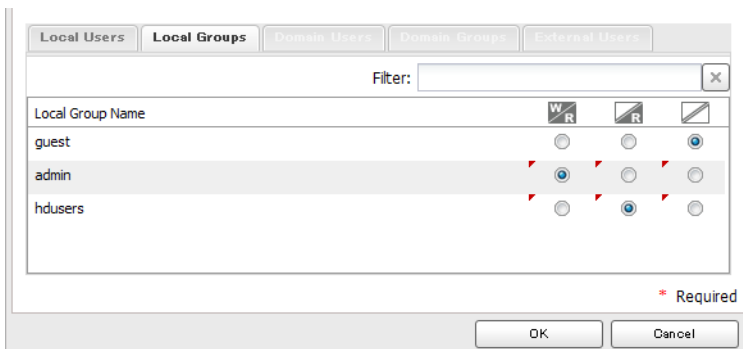 Local Users Local Groups Domain Users Domain Groups External Users
Filter:
Local Group Name W/R R
guest
admin
hdusers
* Required
OK Cancel